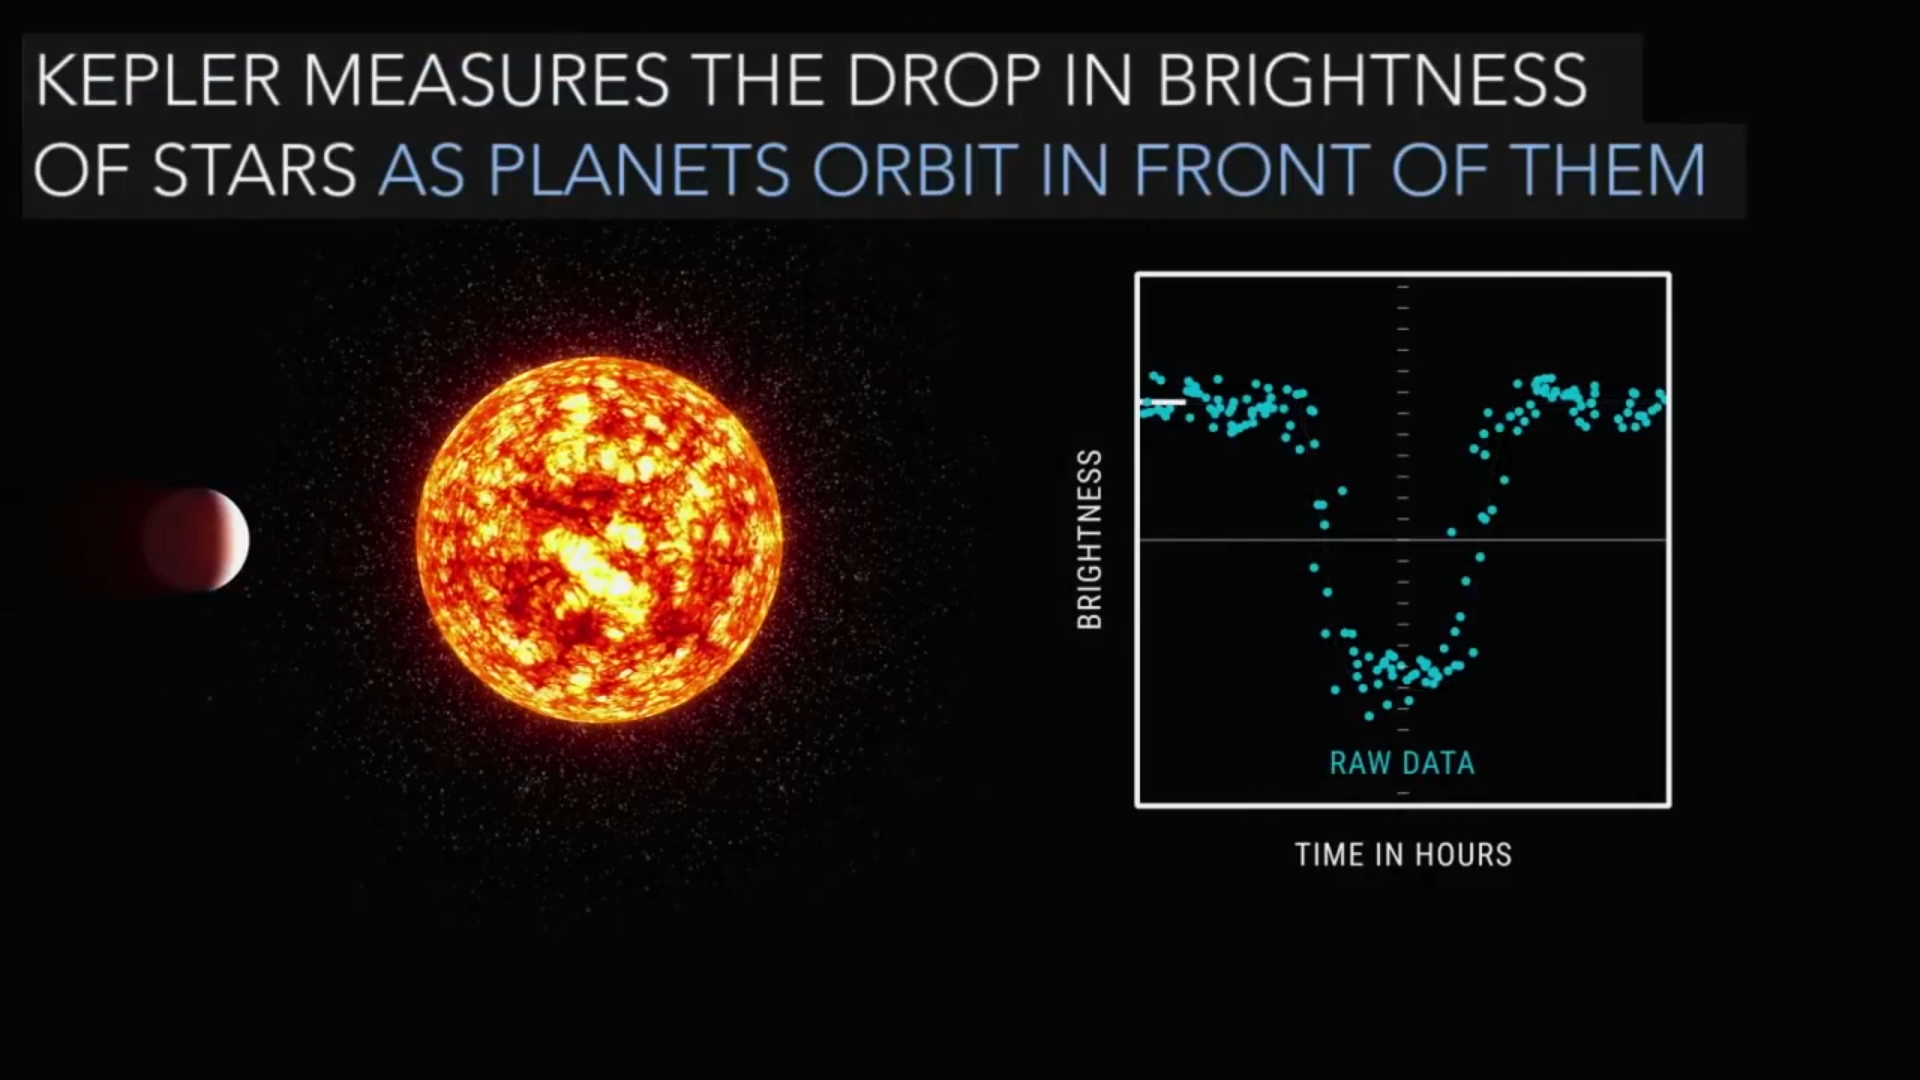 KEPLER MEASURES THE DROP IN BRIGHTNESS
OF STARS AS PLANETS ORBIT IN FRONT OF THEM
BRIGHTNESS
RAW DATA
TIME IN HOURS